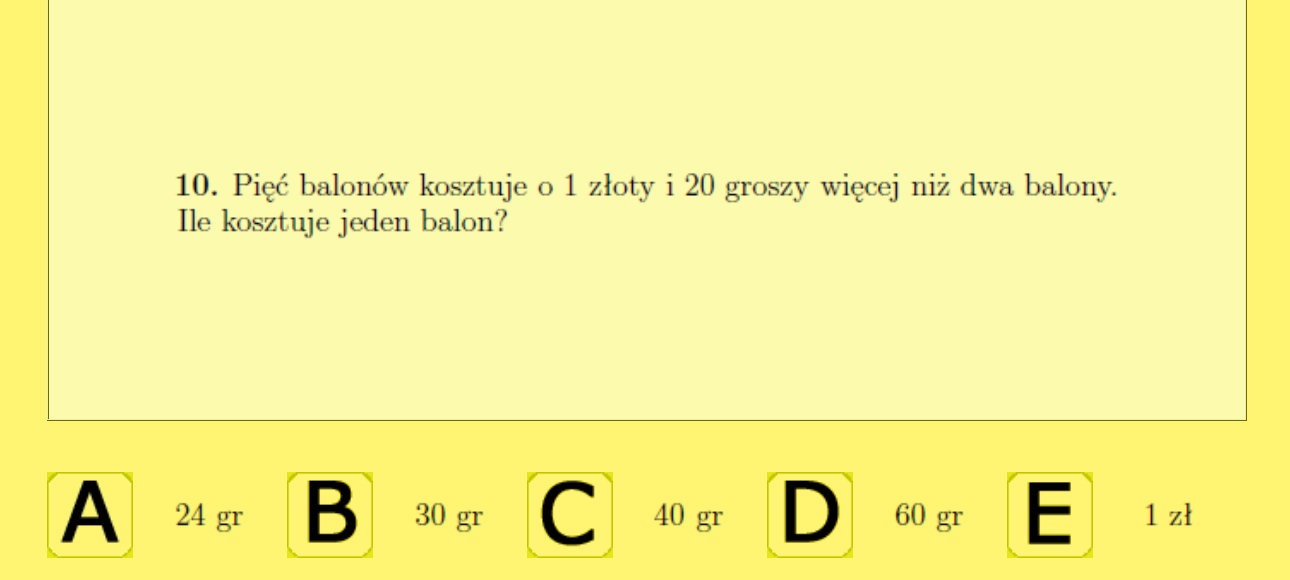 10. Pięć balonów kosztuje o 1 złoty i 20 groszy więcej niż dwa balony.
Ile kosztuje jeden balon?
A 24 gr B 30 gr C 40 gr D 60 gr E 1 zł